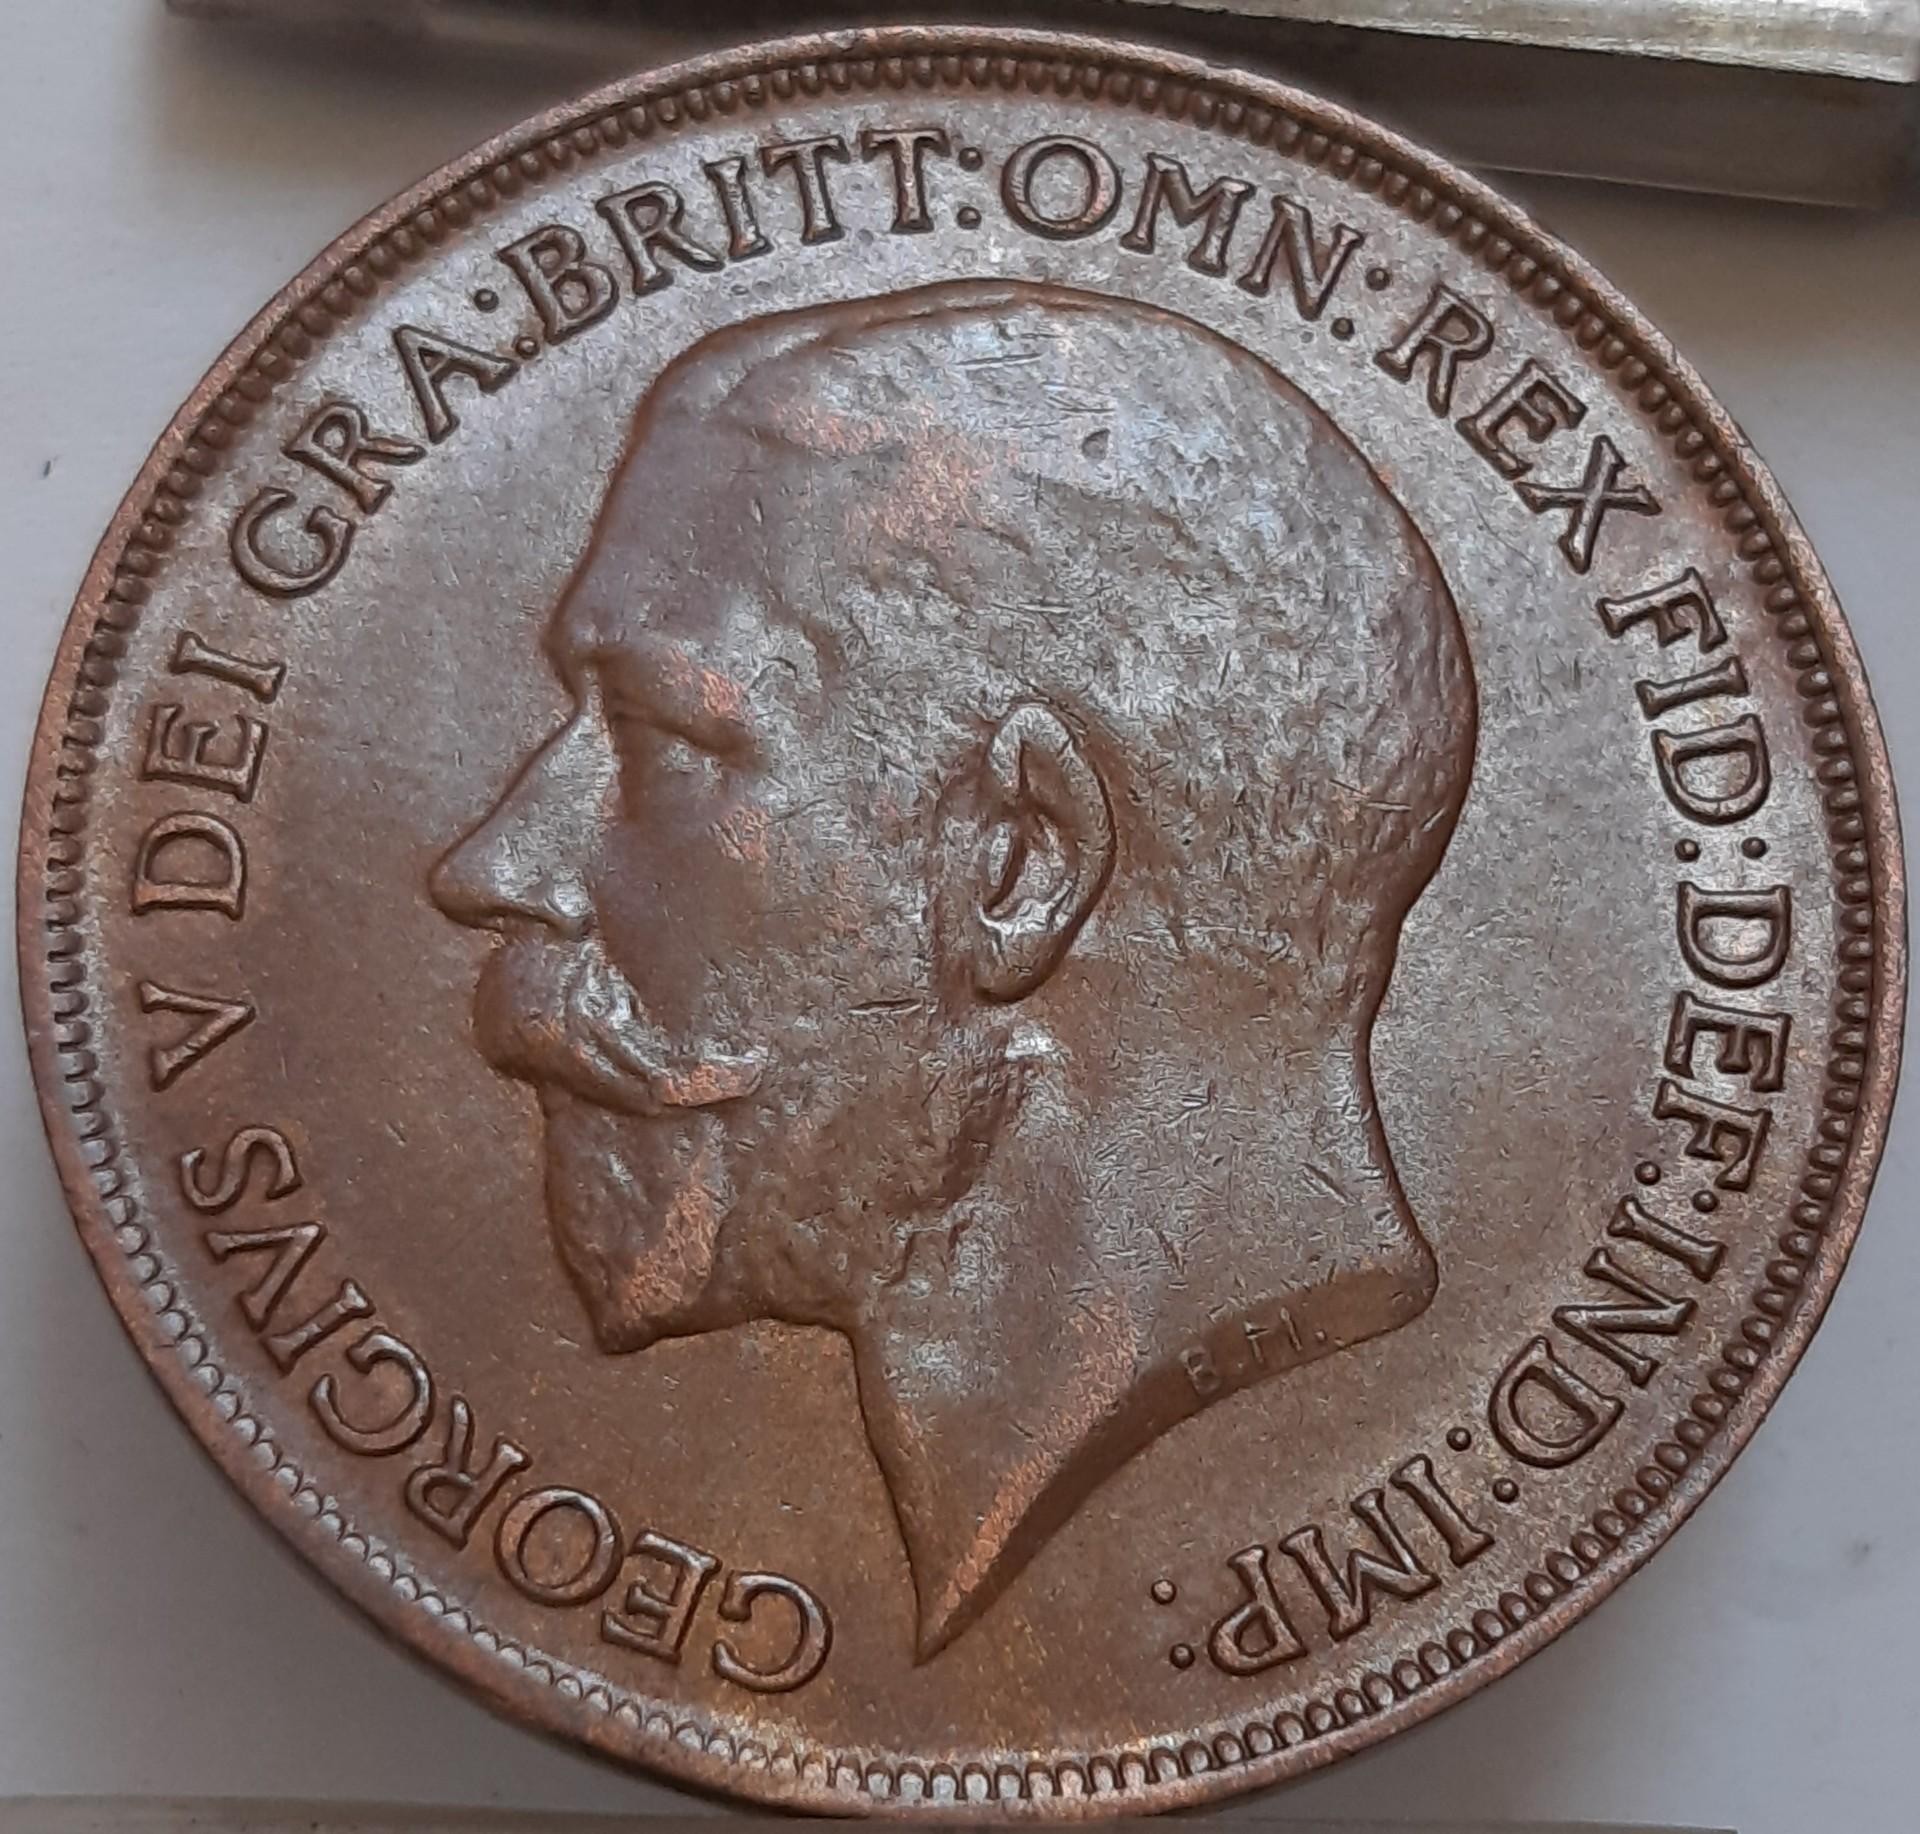 GEORGIVS V DEI GRA:BRITT:OMN:REX FID:DEF:IND:IMP:
B.M.